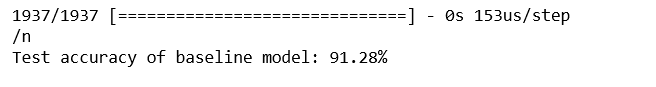 1937/1937 [==============================] - 0s 153us/step
/n
Test accuracy of baseline model: 91.28%